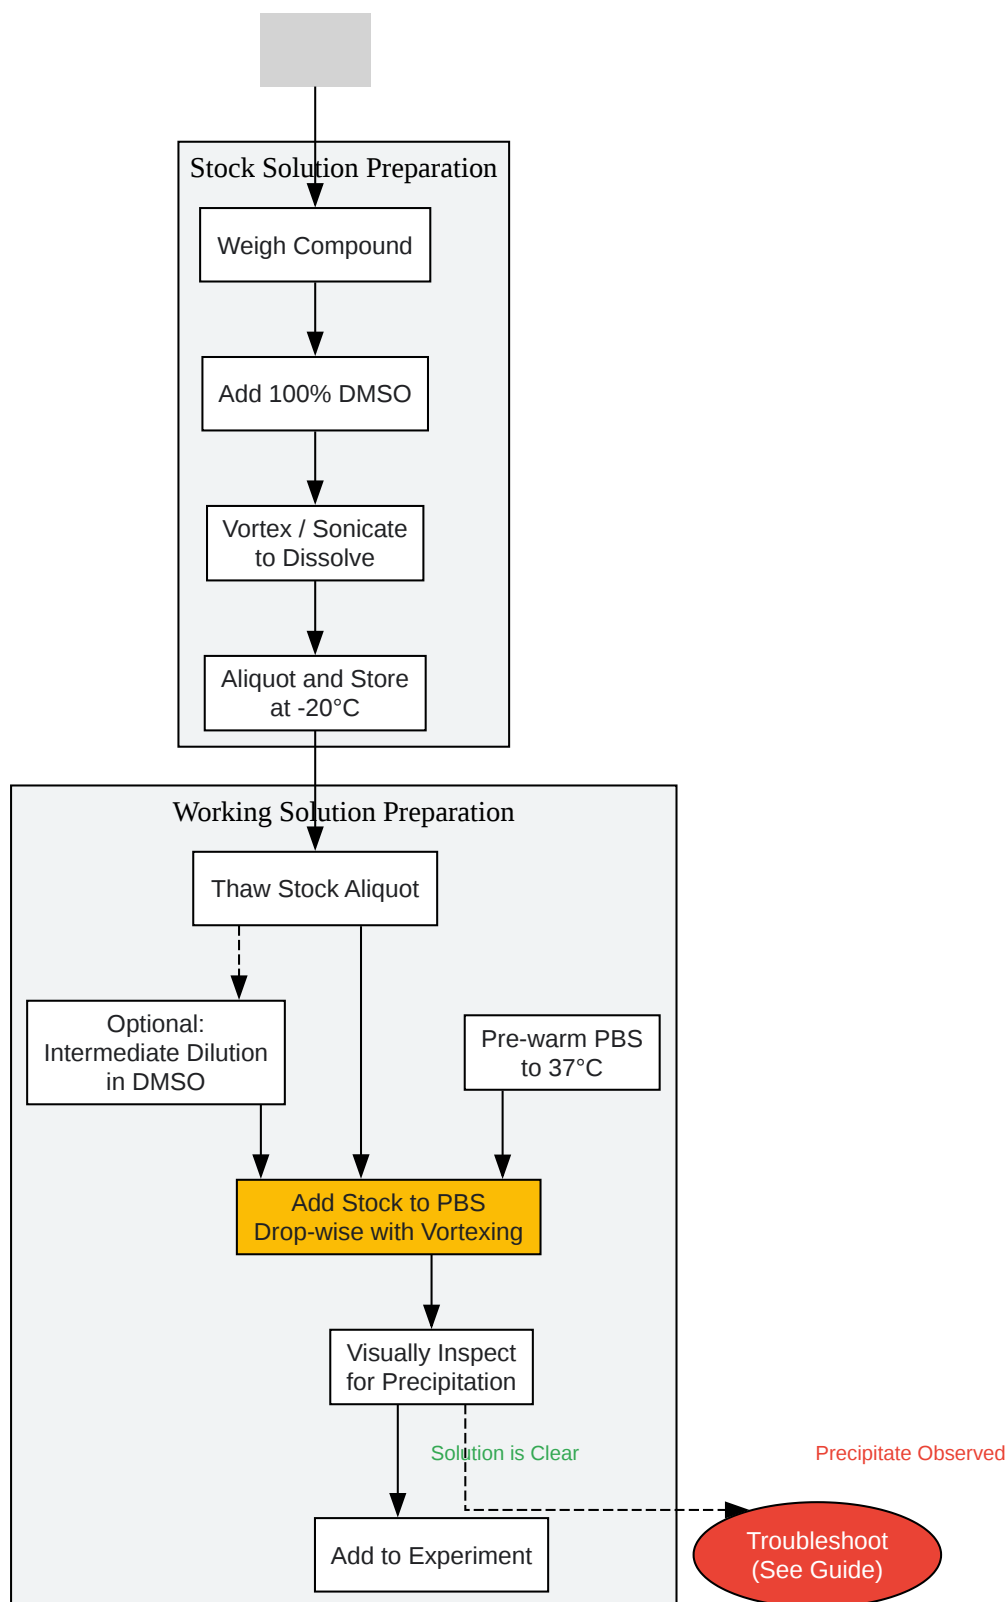 Stock Solution Preparation
Weigh Compound
Add 100% DMSO
Vortex / Sonicate
to Dissolve
Aliquot and Store
at -20°C
Working Solution Preparation
Thaw Stock Aliquot
Optional:
Intermediate Dilution
in DMSO
Pre-warm PBS
to 37°C
Add Stock to PBS
Drop-wise with Vortexing
Visually Inspect
for Precipitation
Solution is Clear
Precipitate Observed
Add to Experiment
Troubleshoot
(See Guide)